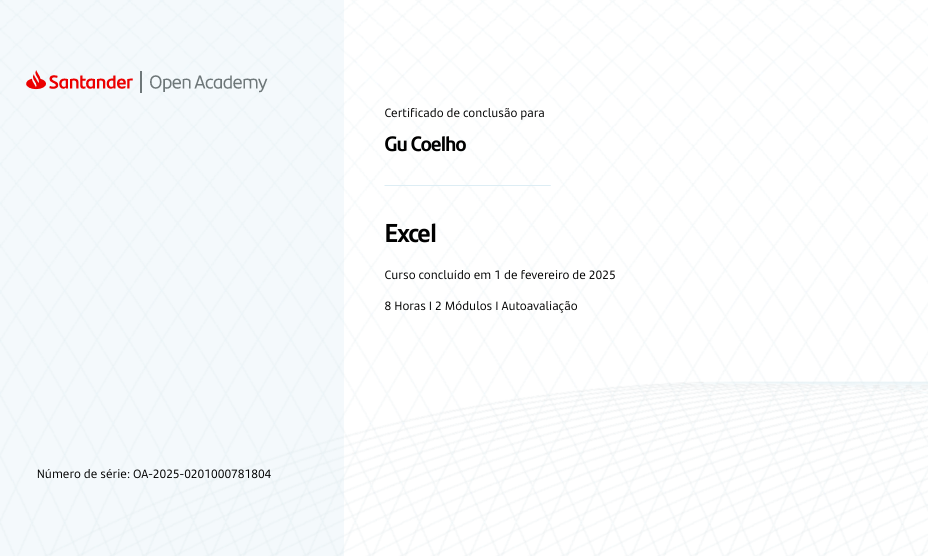 Santander | Open Academy
Certificado de conclusão para
Gu Coelho
Excel
Curso concluído em 1 de fevereiro de 2025
8 Horas I 2 Módulos I Autoavaliação
Número de série: OA-2025-0201000781804